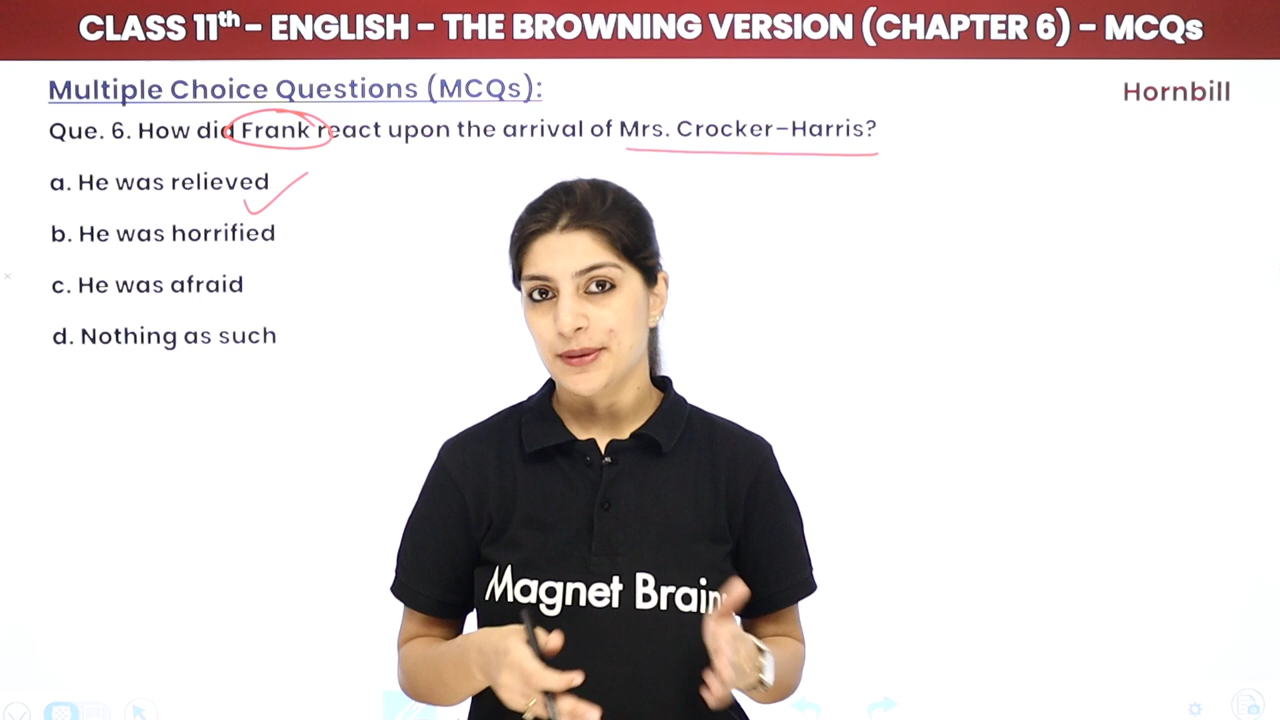 CLASS 11th - ENGLISH - THE BROWNING VERSION (CHAPTER 6) - MCQs
Multiple Choice Questions (MCQs):
Hornbill
Que. 6. How did Frank react upon the arrival of Mrs. Crocker-Harris?
a. He was relieved
b. He was horrified
c. He was afraid
d. Nothing as such
Magnet Brain